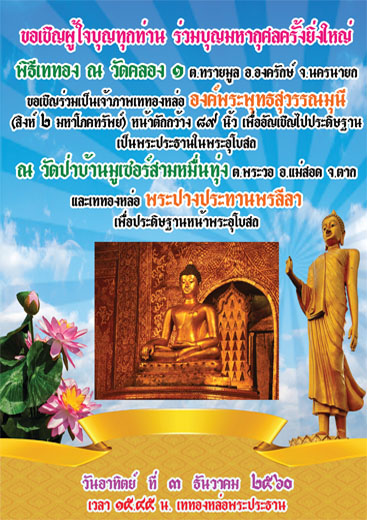 ขอเชิญผู้ใจบุญทุกท่าน ร่วมบุญมหากุศลครั้งยิ่งใหญ่
พิธีเททอง ณ วัดคลอง ๑ ต.ทรายมูล อ.องครักษ์ จ.นครนายก
ขอเชิญร่วมเป็นเจ้าภาพเททองหล่อ องค์พระพุทธสุวรรณมุนี
(สิงห์ ๒ มหาโภคทรัพย์) หน้าตักกว้าง ๘๙ นิ้ว เพื่ออัญเชิญไปประดิษฐาน
เป็นพระประธานในพระอุโบสถ
ณ วัดป่าบ้านมูเซอร์สามหมื่นทุ่ง ต.พระวอ อ.แม่สอด จ.ตาก
และเททองหล่อ พระปางประทานพรลีลา
เพื่อประดิษฐานหน้าพระอุโบสถ
วันอาทิตย์ ที่ ๓ ธันวาคม ๒๕๖๐
เวลา ๑๕.๔๕ น. เททองหล่อพระประธาน